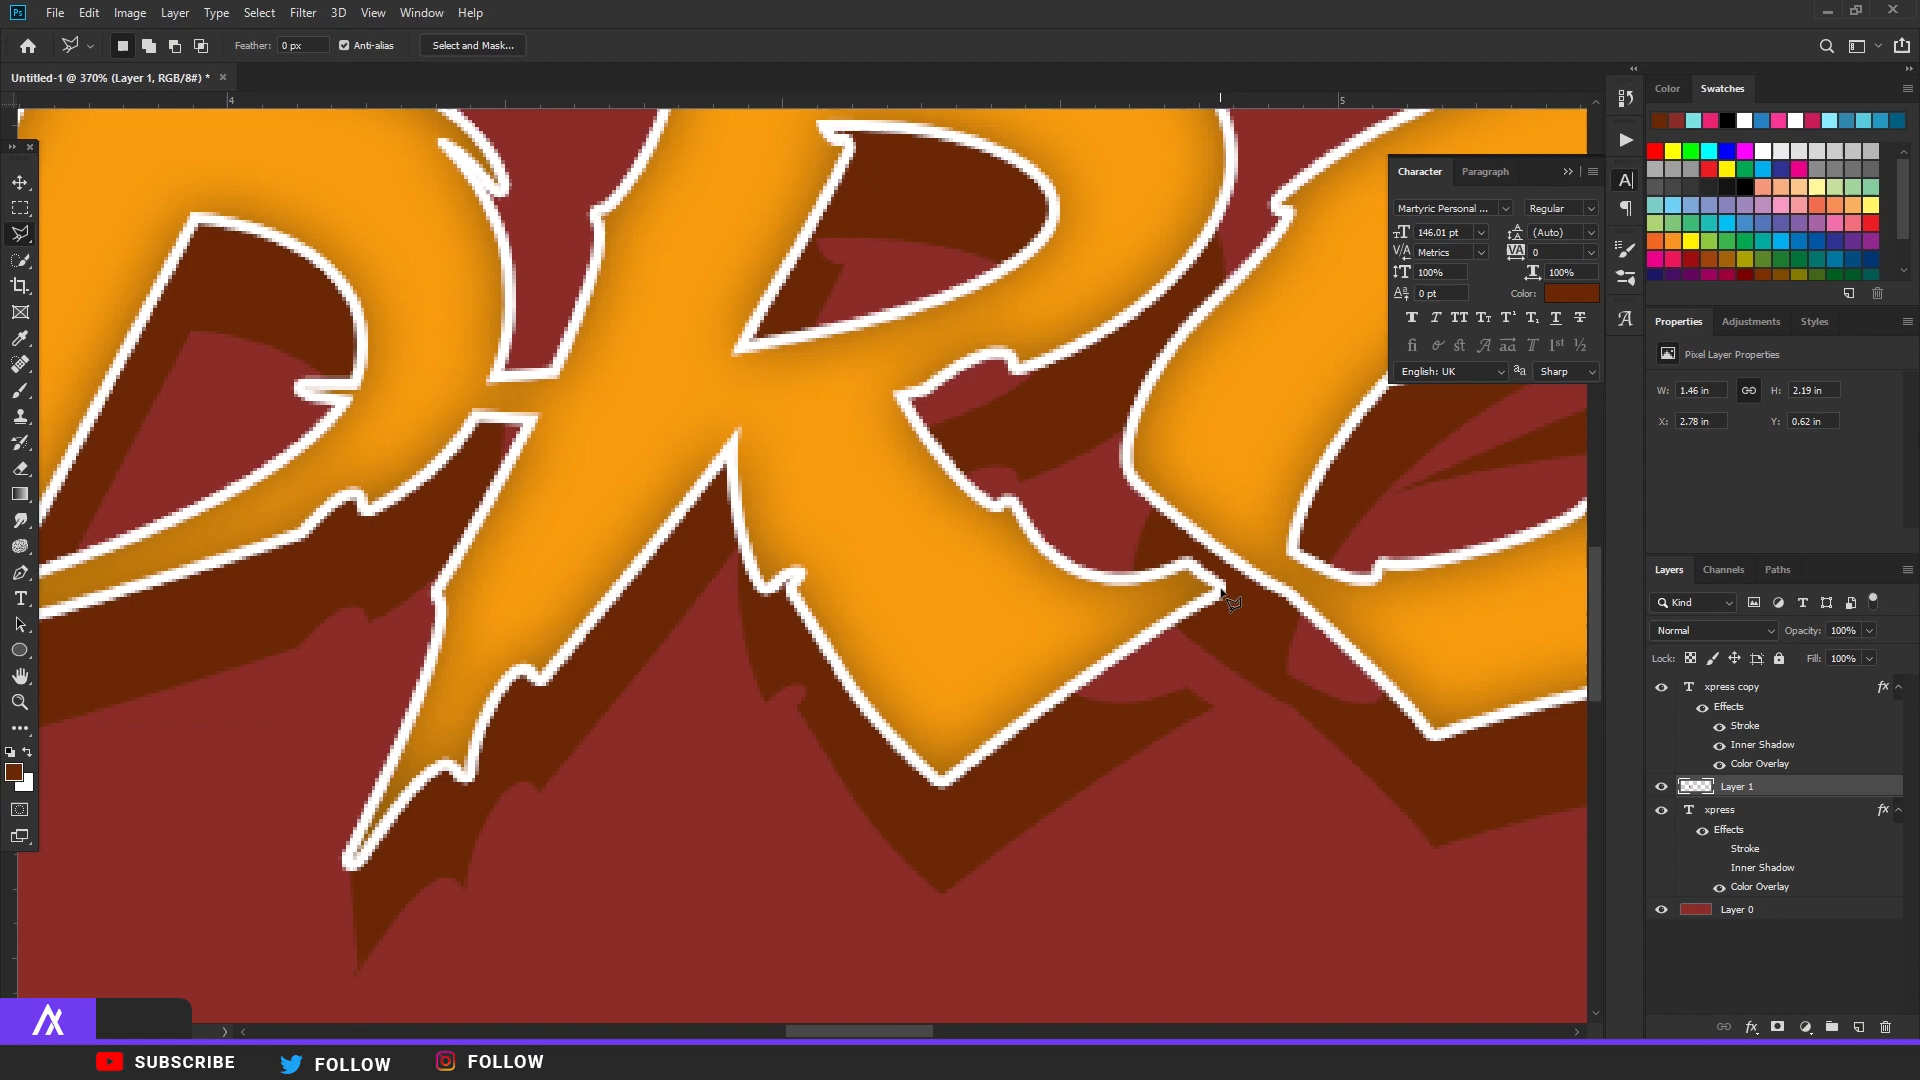 Ps File Edit Image Layer Type Select Filter 3D View Window Help
Feather: 0 px Anti-alias Select and Mask...
Untitled-1 @ 370% (Layer 1, RGB/8#) * ×
4 5
Color Swatches
Character Paragraph
Martyric Personal ... Regular
146.01 pt (Auto)
Metrics 0
100% 100%
0 pt Color:
English: UK Sharp
Properties Adjustments Styles
Pixel Layer Properties
W: 1.46 in H: 2.19 in
X: 2.78 in Y: 0.62 in
Layers Channels Paths
Kind
Normal Opacity: 100%
Lock: Fill: 100%
xpress copy fx
Effects
Stroke
Inner Shadow
Color Overlay
Layer 1
xpress fx
Effects
Stroke
Inner Shadow
Color Overlay
Layer 0
SUBSCRIBE FOLLOW FOLLOW